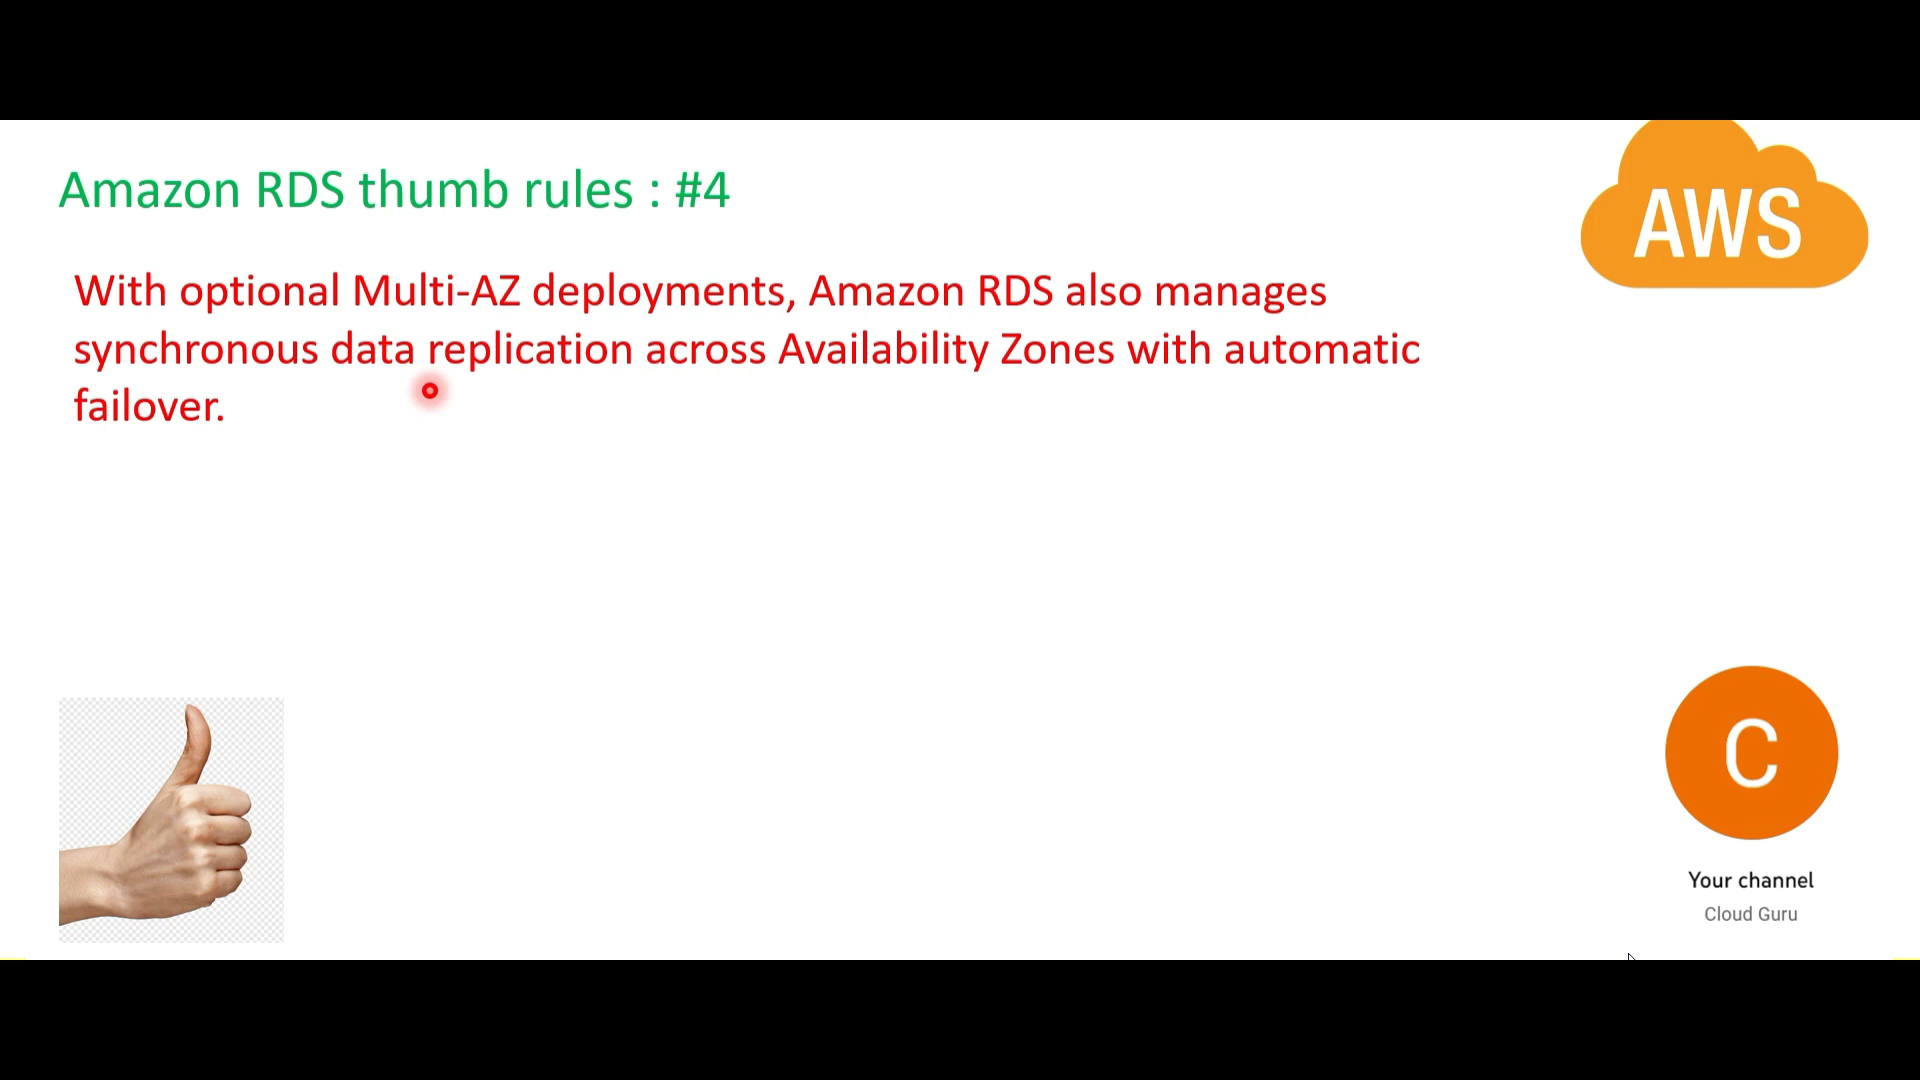 Amazon RDS thumb rules : #4
AWS
With optional Multi-AZ deployments, Amazon RDS also manages
synchronous data replication across Availability Zones with automatic
failover.
C
Your channel
Cloud Guru